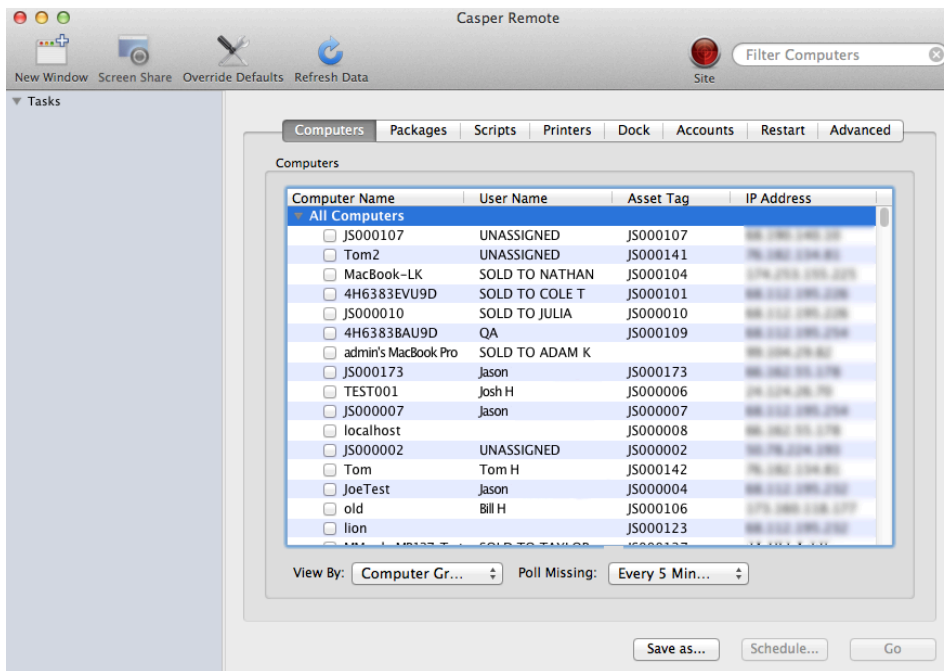 Casper Remote
New Window Screen Share Override Defaults Refresh Data Site Filter Computers
Tasks
Computers Packages Scripts Printers Dock Accounts Restart Advanced
Computers
Computer Name User Name Asset Tag IP Address
All Computers
JS000107 UNASSIGNED JS000107
Tom2 UNASSIGNED JS000141
MacBook-LK SOLD TO NATHAN JS000104
4H6383EVU9D SOLD TO COLE T JS000101
JS000010 SOLD TO JULIA JS000010
4H6383BAU9D QA JS000109
admin's MacBook Pro SOLD TO ADAM K
JS000173 Jason JS000173
TEST001 Josh H JS000006
JS000007 Jason JS000007
localhost JS000008
JS000002 UNASSIGNED JS000002
Tom Tom H JS000142
JoeTest Jason JS000004
old Bill H JS000106
lion JS000123
SOLD TO TAYLOR
View By: Computer Gr... Poll Missing: Every 5 Min...
Save as... Schedule... Go